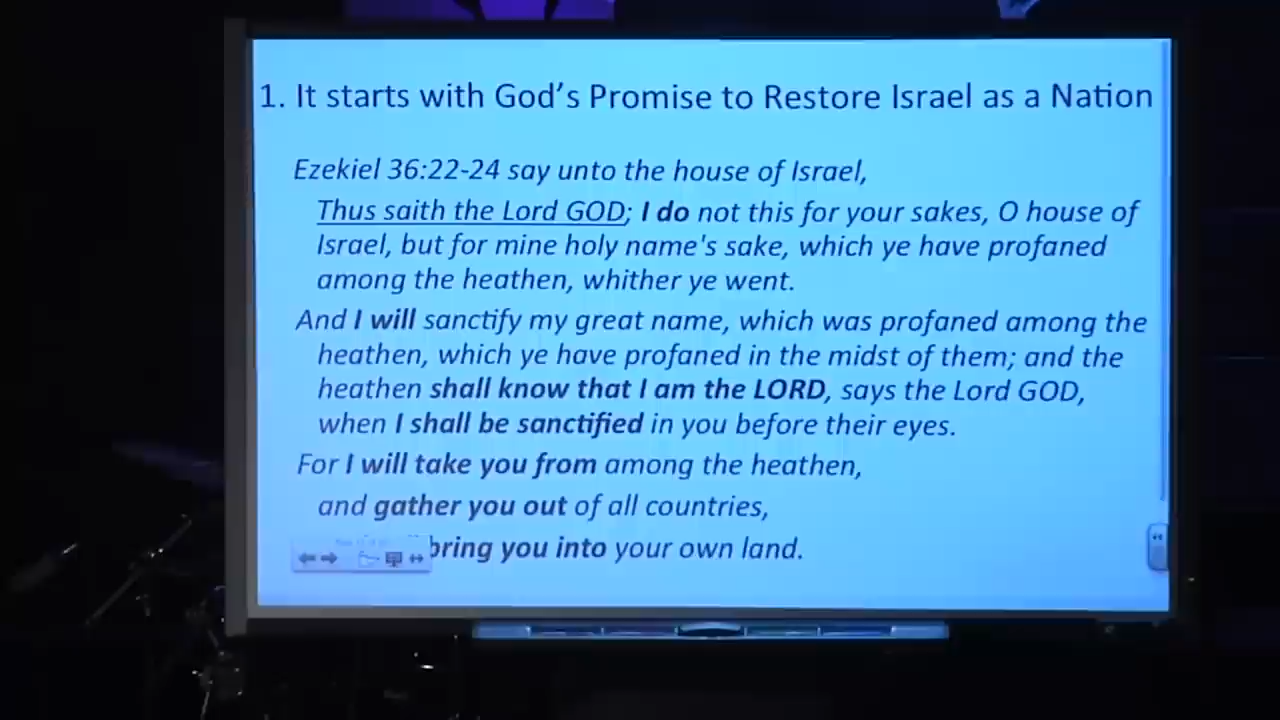 1. It starts with God's Promise to Restore Israel as a Nation
Ezekiel 36:22-24 say unto the house of Israel,
Thus saith the Lord GOD; I do not this for your sakes, O house of
Israel, but for mine holy name's sake, which ye have profaned
among the heathen, whither ye went.
And I will sanctify my great name, which was profaned among the
heathen, which ye have profaned in the midst of them; and the
heathen shall know that I am the LORD, says the Lord GOD,
when I shall be sanctified in you before their eyes.
For I will take you from among the heathen,
and gather you out of all countries,
bring you into your own land.